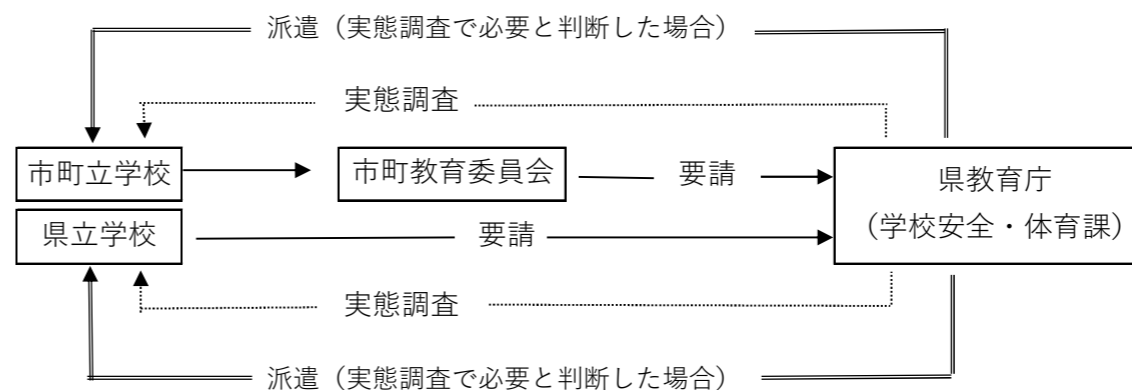 派遣（実態調査で必要と判断した場合）
実態調査
市町立学校
市町教育委員会
要請
県教育庁
（学校安全・体育課）
県立学校
要請
実態調査
派遣（実態調査で必要と判断した場合）